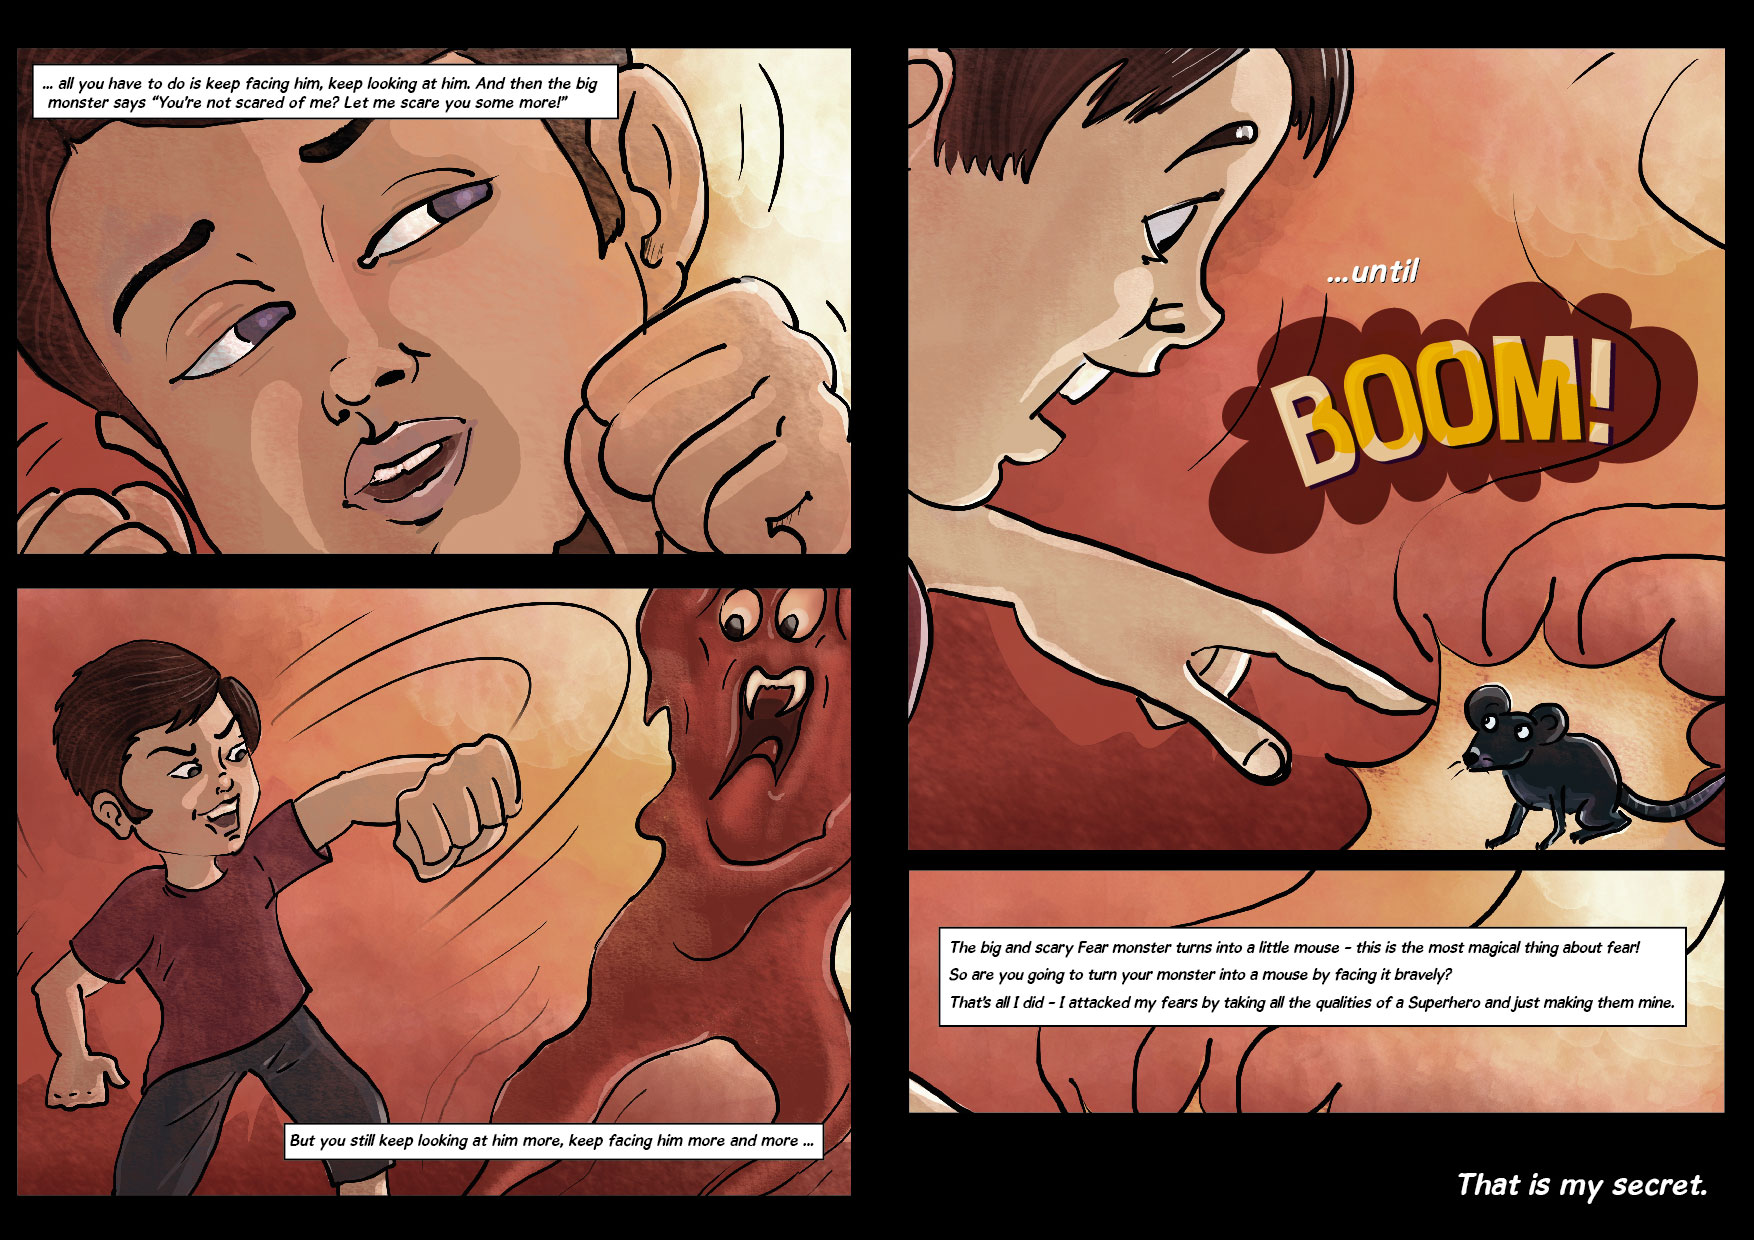 ... all you have to do is keep facing him, keep looking at him. And then the big
monster says “You’re not scared of me? Let me scare you some more!”
But you still keep looking at him more, keep facing him more and more ...
...until
BOOM!
The big and scary Fear monster turns into a little mouse - this is the most magical thing about fear!
So are you going to turn your monster into a mouse by facing it bravely?
That's all I did - I attacked my fears by taking all the qualities of a Superhero and just making them mine.
That is my secret.